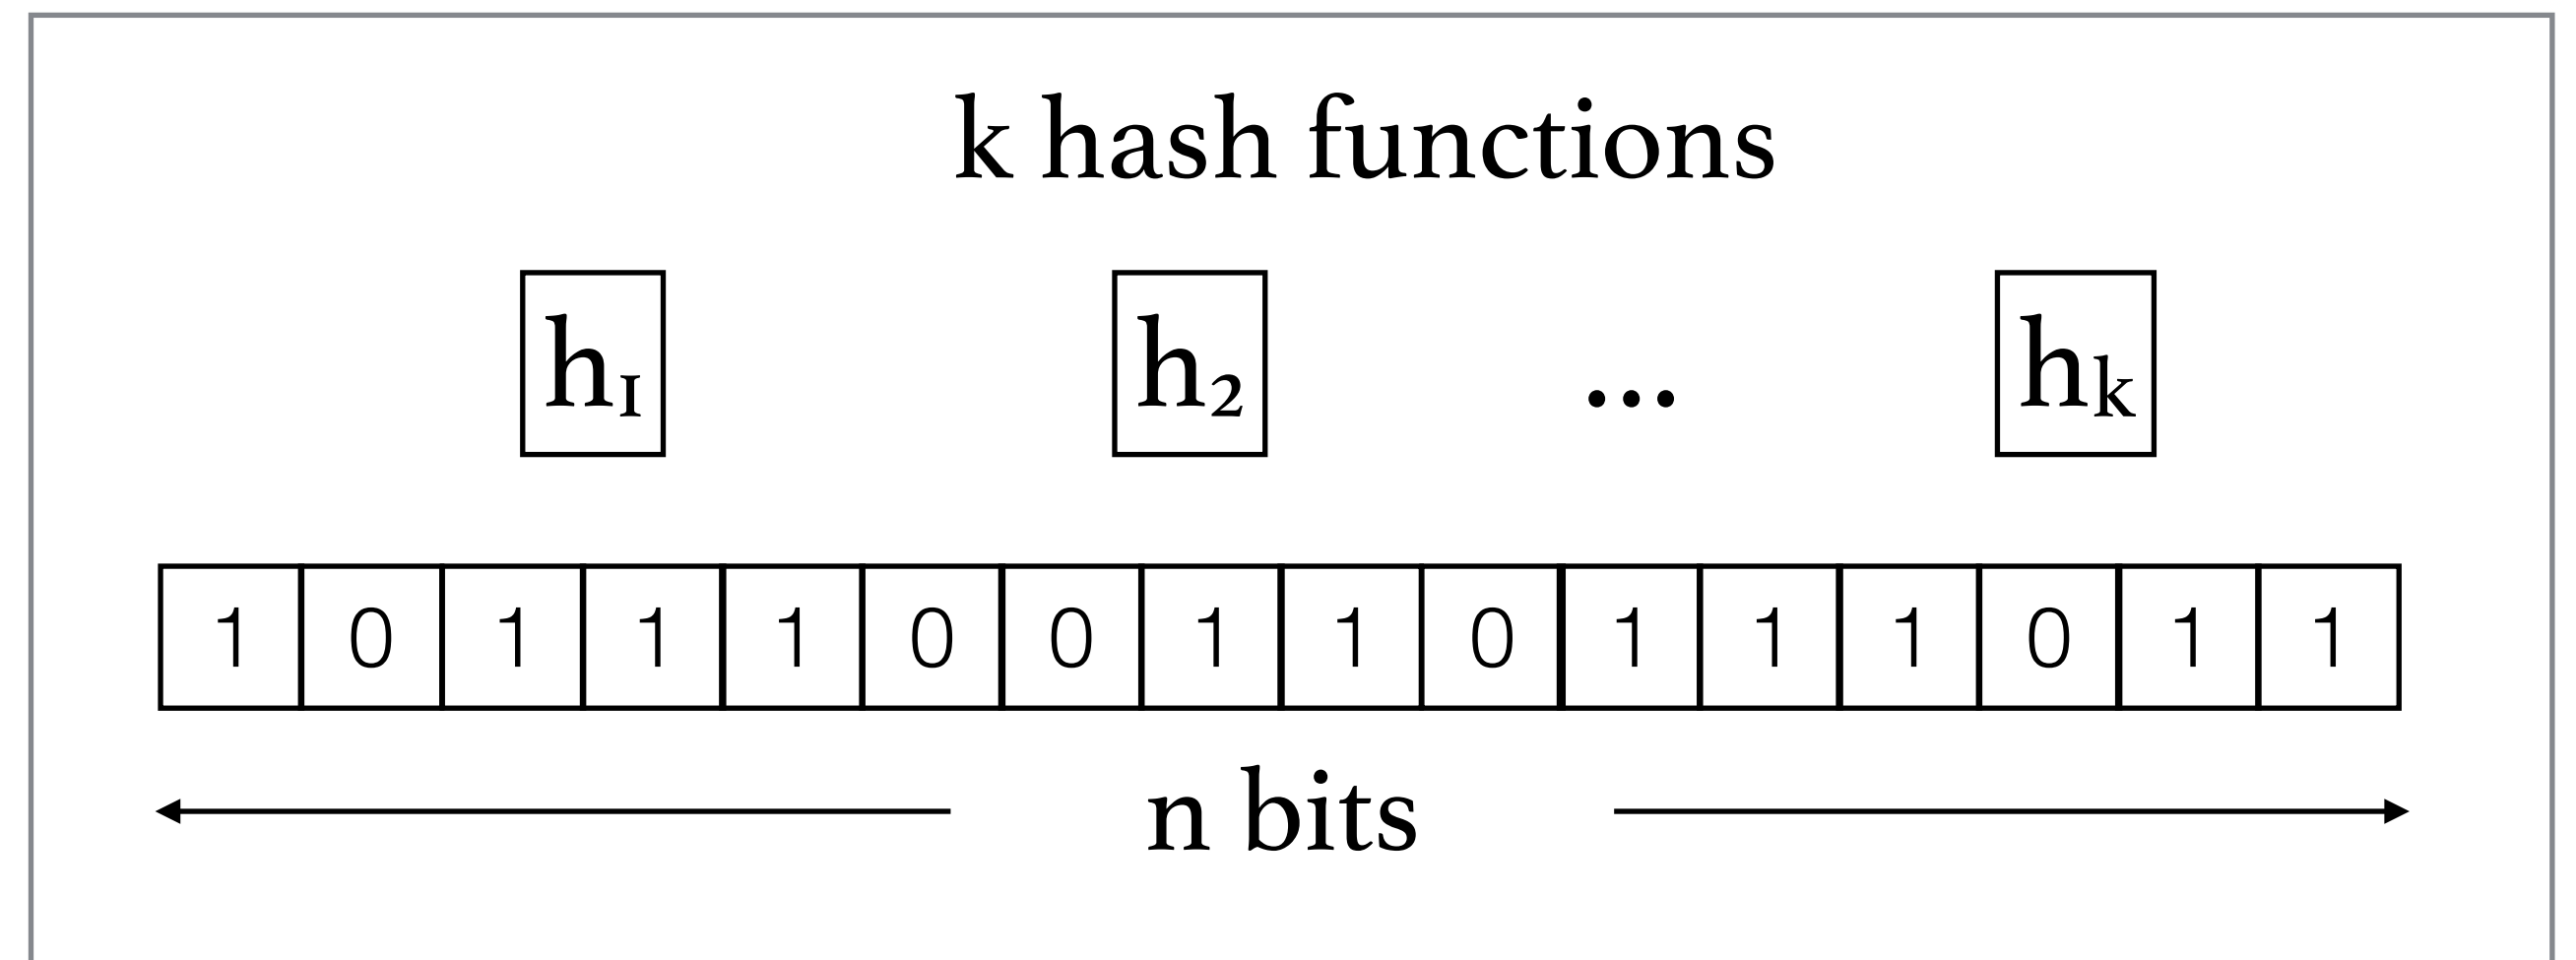 k hash functions
h₁ h₂ ... hₖ
1 0 1 1 1 0 0 1 1 0 1 1 1 0 1 1
n bits